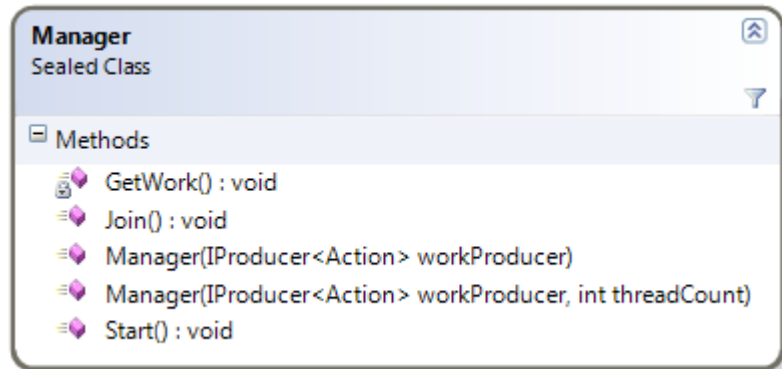 Manager
Sealed Class
Methods
GetWork() : void
Join() : void
Manager(IProducer<Action> workProducer)
Manager(IProducer<Action> workProducer, int threadCount)
Start() : void